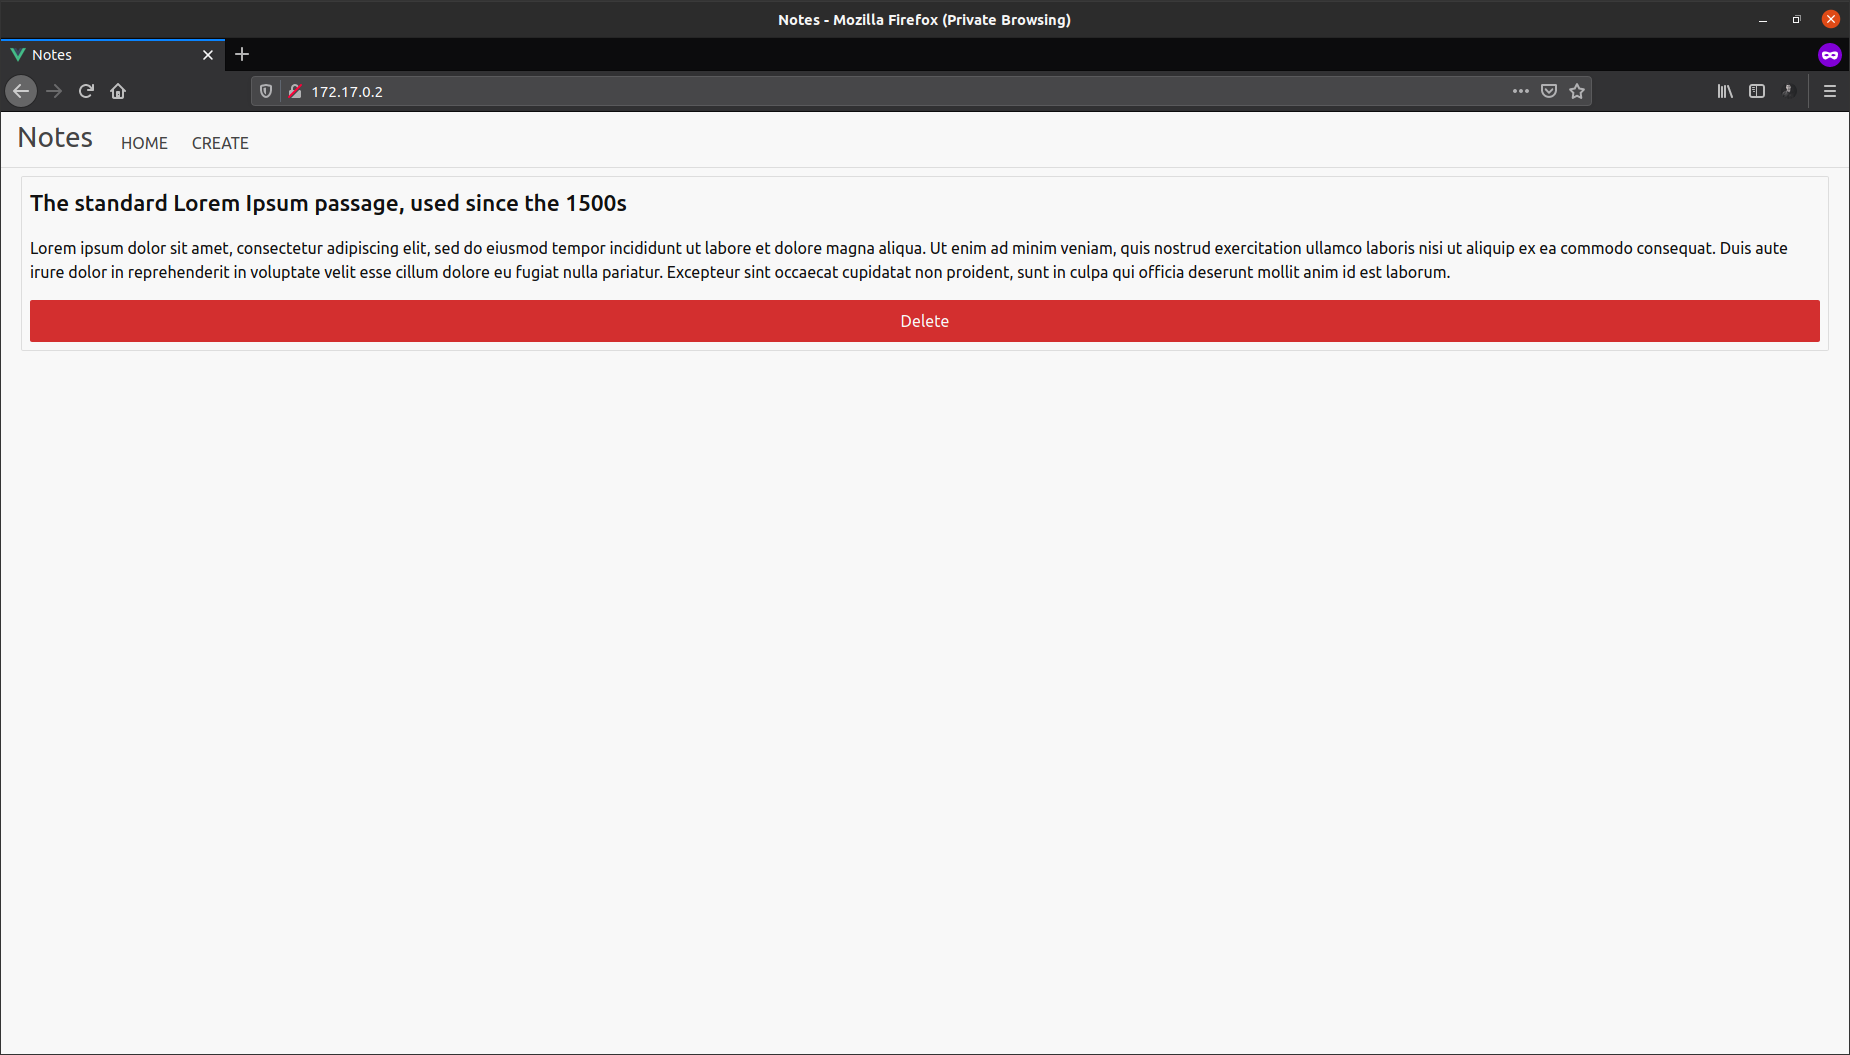 Notes - Mozilla Firefox (Private Browsing)
Notes
172.17.0.2
Notes HOME CREATE
The standard Lorem Ipsum passage, used since the 1500s
Lorem ipsum dolor sit amet, consectetur adipiscing elit, sed do eiusmod tempor incididunt ut labore et dolore magna aliqua. Ut enim ad minim veniam, quis nostrud exercitation ullamco laboris nisi ut aliquip ex ea commodo consequat. Duis aute
irure dolor in reprehenderit in voluptate velit esse cillum dolore eu fugiat nulla pariatur. Excepteur sint occaecat cupidatat non proident, sunt in culpa qui officia deserunt mollit anim id est laborum.
Delete